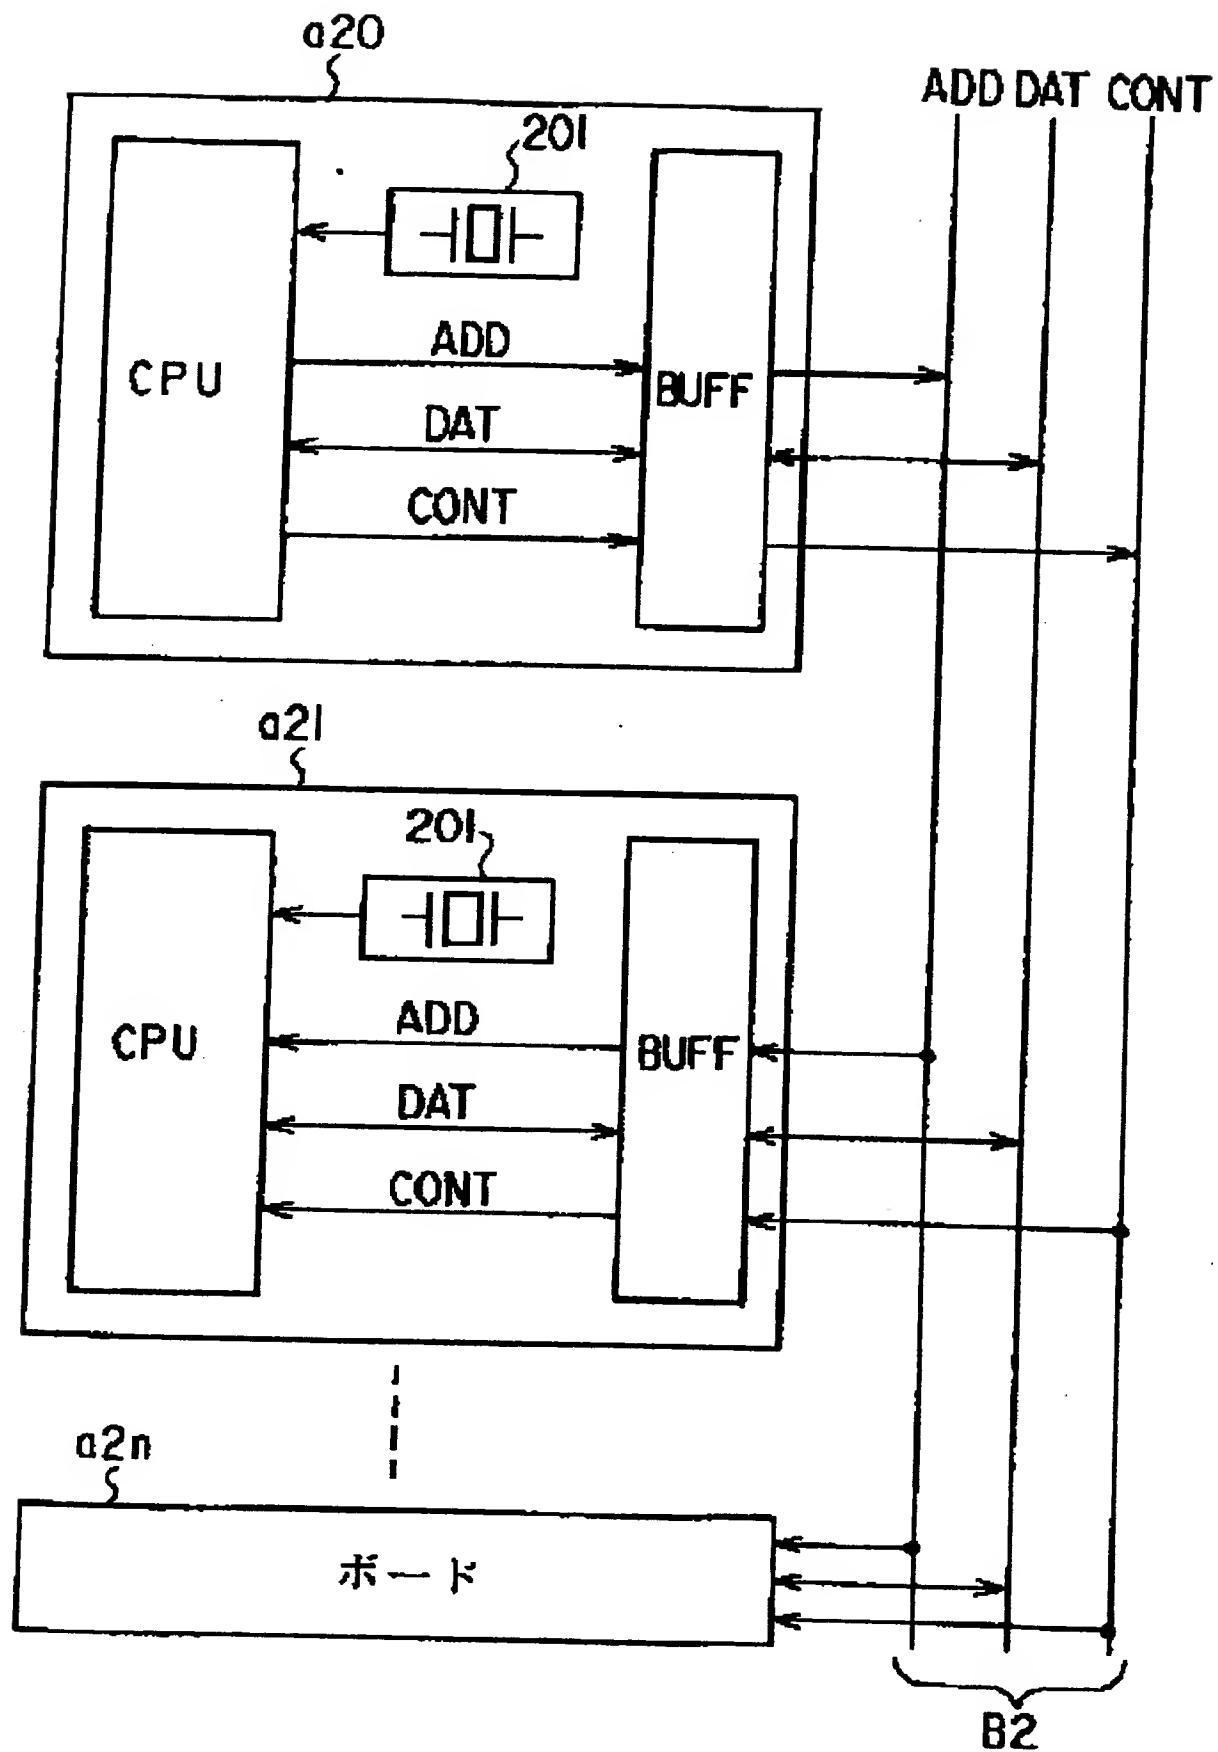 a20
ADD DAT CONT
201
ADD
CPU
BUFF
DAT
CONT
a21
201
ADD
CPU
BUFF
DAT
CONT
a2n
ボード
B2